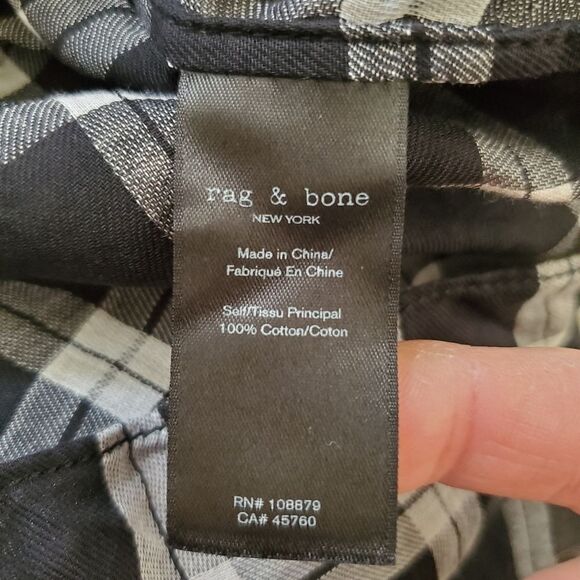 rag & bone
NEW YORK
Made in China/
Fabriqué En Chine
Self/Tissu Principal
100% Cotton/Coton
RN# 108879
CA# 45760